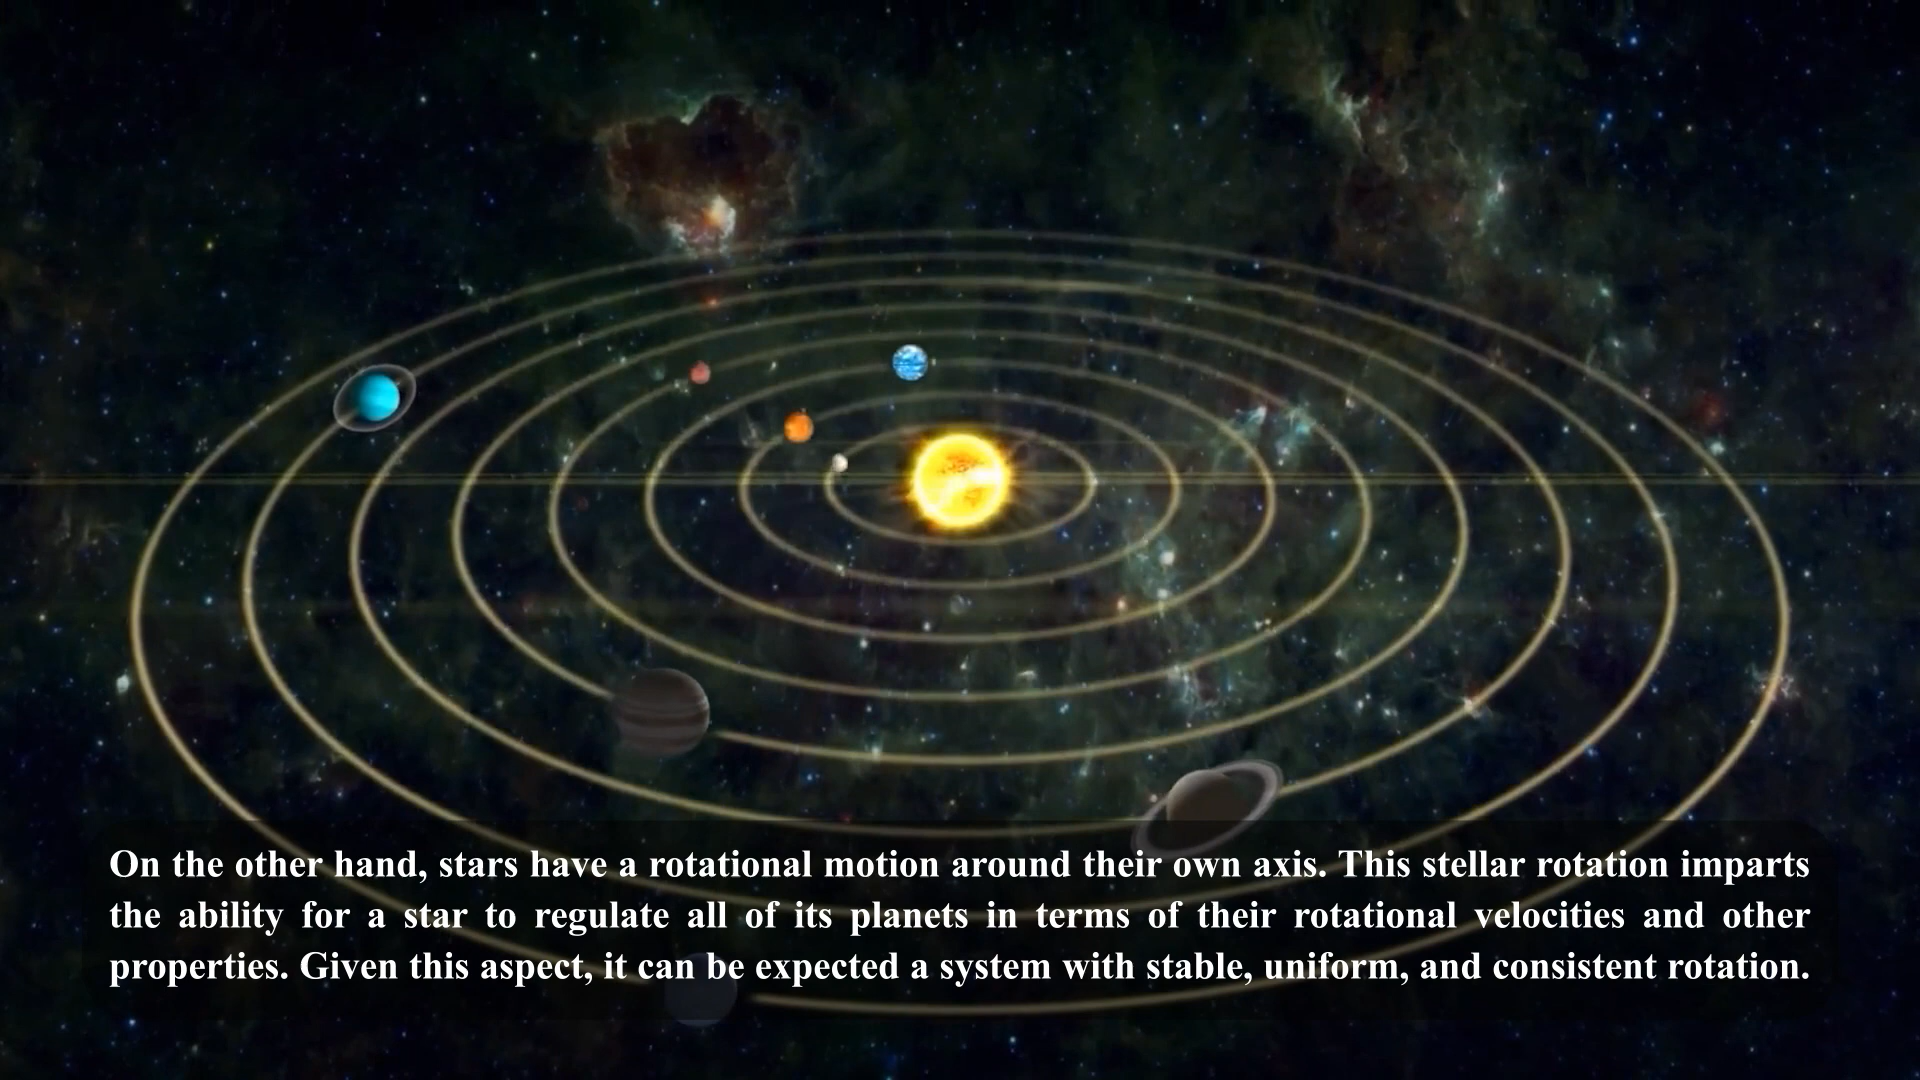 On the other hand, stars have a rotational motion around their own axis. This stellar rotation imparts
the ability for a star to regulate all of its planets in terms of their rotational velocities and other
properties. Given this aspect, it can be expected a system with stable, uniform, and consistent rotation.